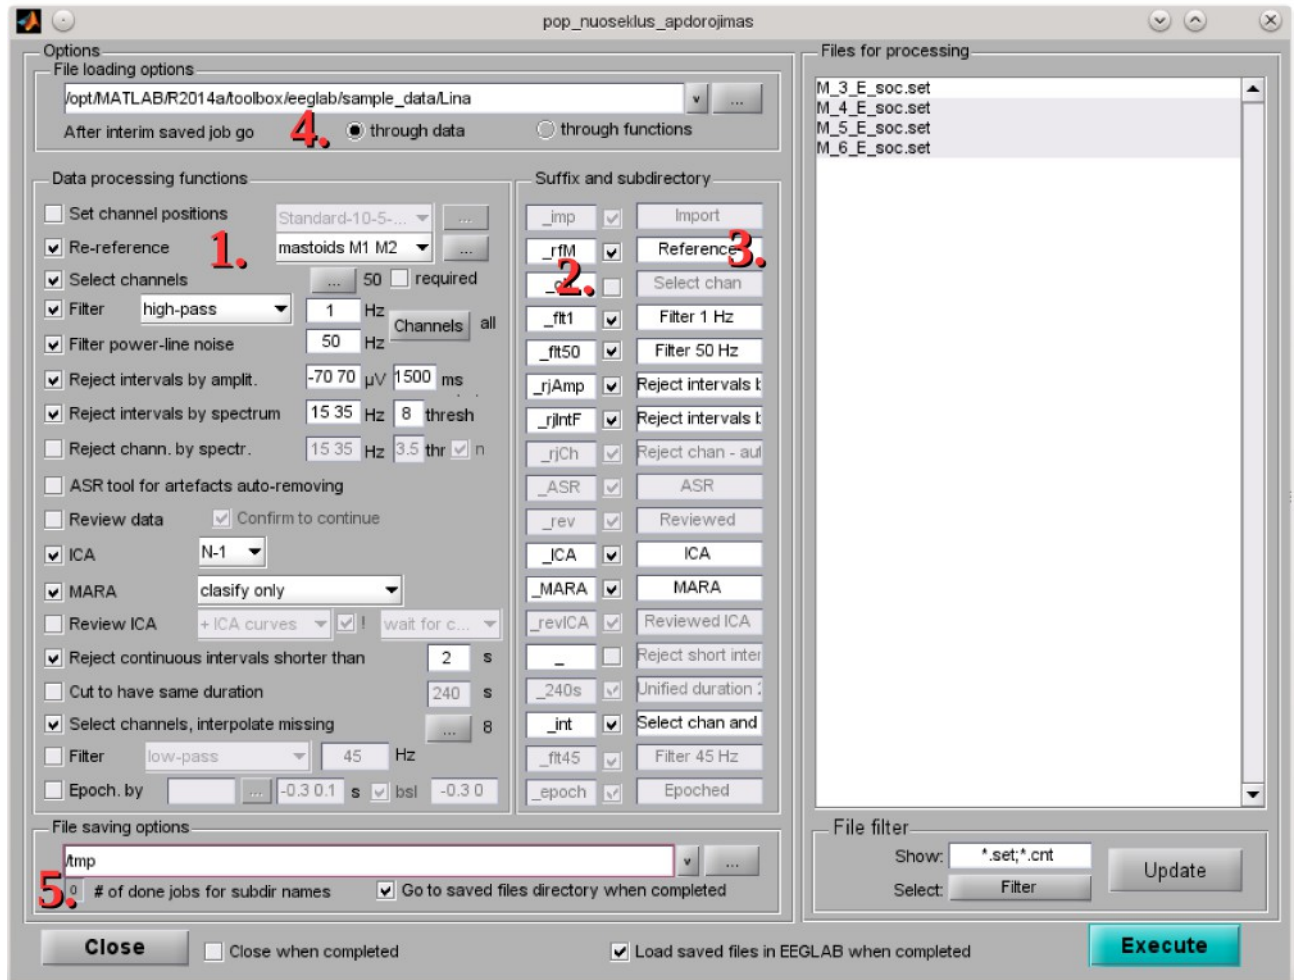 pop_nuoseklus_apdorojimas
Options
File loading options
/opt/MATLAB/R2014a/toolbox/eeglab/sample_data/Lina v ...
After interim saved job go 4. through data through functions
Data processing functions
Set channel positions Standard-10-5-... ...
Re-reference 1. mastoids M1 M2 ...
Select channels ... 50 required
Filter high-pass 1 Hz Channels all
Filter power-line noise 50 Hz
Reject intervals by amplit. -70 70 µV 1500 ms
Reject intervals by spectrum 15 35 Hz 8 thresh
Reject chann. by spectr. 15 35 Hz 3.5 thr n
ASR tool for artefacts auto-removing
Review data Confirm to continue
ICA N-1
MARA clasify only
Review ICA + ICA curves ! wait for c...
Reject continuous intervals shorter than 2 s
Cut to have same duration 240 s
Select channels, interpolate missing ... 8
Filter low-pass 45 Hz
Epoch. by ... -0.3 0.1 s bsl -0.3 0
Suffix and subdirectory
_imp Import
_rfM Reference 3.
2. Select chan
_flt1 Filter 1 Hz
_flt50 Filter 50 Hz
_rjAmp Reject intervals b
_rjIntF Reject intervals b
_rjCh Reject chan - aut
_ASR ASR
_rev Reviewed
_ICA ICA
_MARA MARA
_revICA Reviewed ICA
_ Reject short inter
_240s Unified duration
_int Select chan and
_flt45 Filter 45 Hz
_epoch Epoched
File saving options
/tmp v ...
5. 0 # of done jobs for subdir names Go to saved files directory when completed
Files for processing
M_3_E_soc.set
M_4_E_soc.set
M_5_E_soc.set
M_6_E_soc.set
File filter
Show: *.set;*.cnt Update
Select: Filter
Close Close when completed Load saved files in EEGLAB when completed Execute